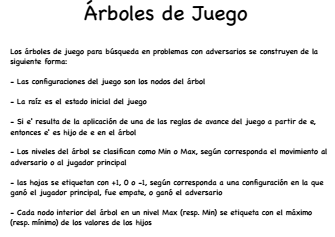 Árboles de Juego
Los árboles de juego para búsqueda en problemas con adversarios se construyen de la
siguiente forma:
- Las configuraciones del juego son los nodos del árbol
- La raíz es el estado inicial del juego
- Si e' resulta de la aplicación de una de las reglas de avance del juego a partir de e,
entonces e' es hijo de e en el árbol
- Los niveles del árbol se clasifican como Min o Max, según corresponda el movimiento al
adversario o al jugador principal
- las hojas se etiquetan con +1, 0 o -1, según corresponda a una configuración en la que
ganó el jugador principal, fue empate, o ganó el adversario
- Cada nodo interior del árbol en un nivel Max (resp. Min) se etiqueta con el máximo
(resp. mínimo) de los valores de los hijos